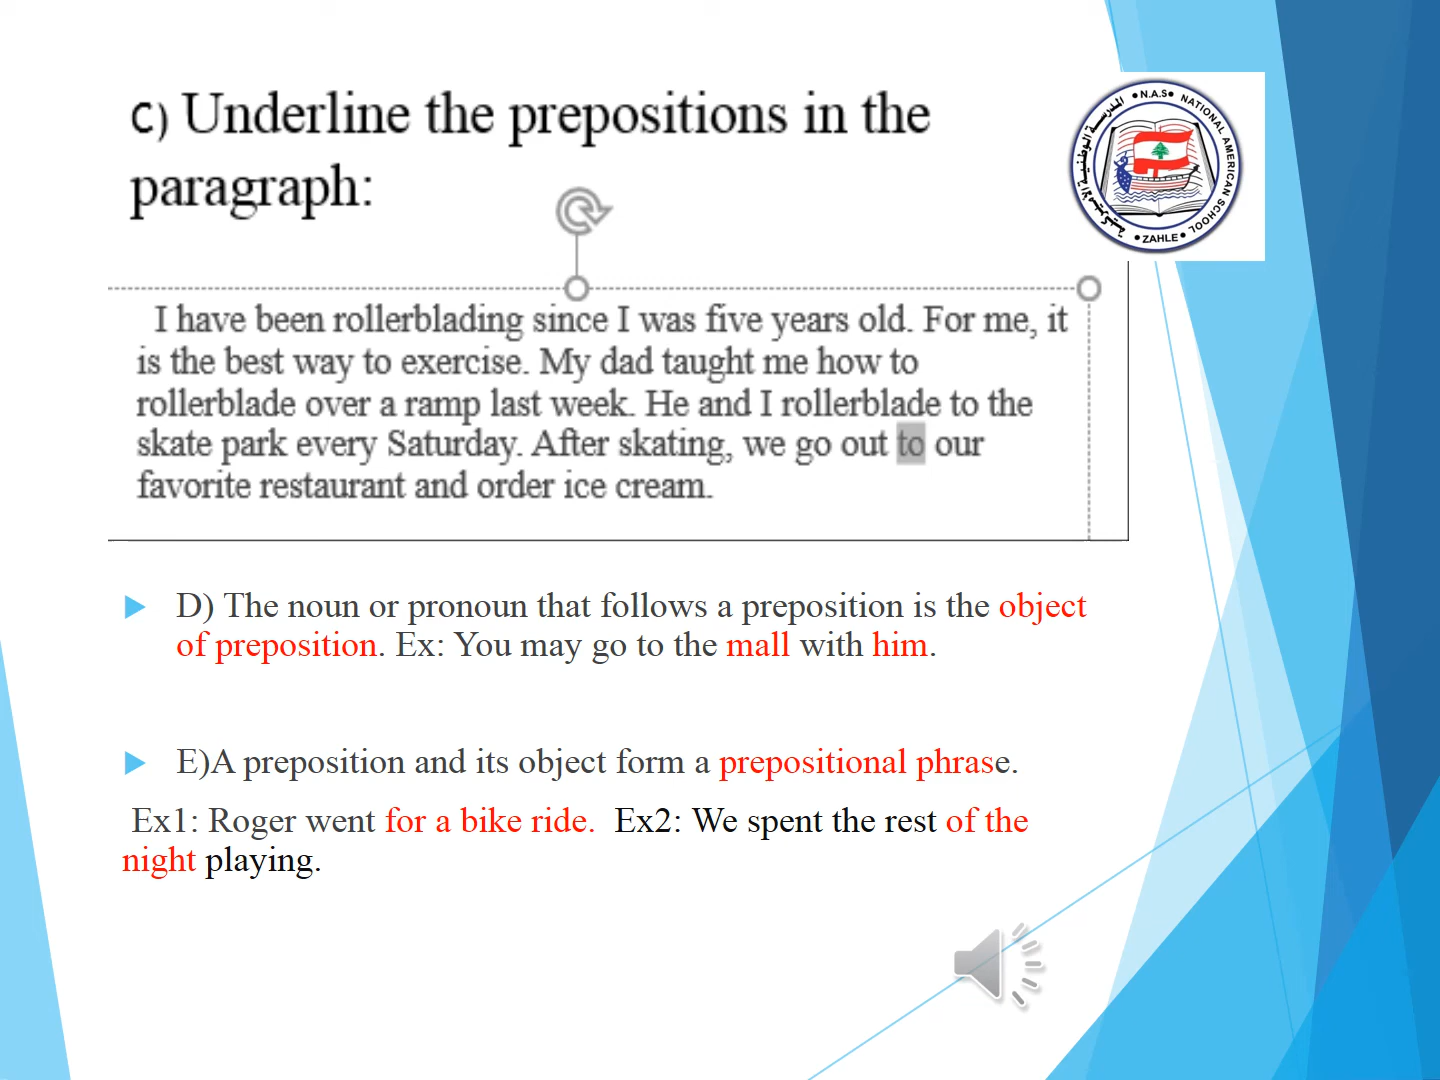 C) Underline the prepositions in the
paragraph:
•N.A.S• NATIONAL AMERICAN SCHOOL •ZAHLE•
I have been rollerblading since I was five years old. For me, it
is the best way to exercise. My dad taught me how to
rollerblade over a ramp last week. He and I rollerblade to the
skate park every Saturday. After skating, we go out to our
favorite restaurant and order ice cream.
D) The noun or pronoun that follows a preposition is the object
of preposition. Ex: You may go to the mall with him.
E)A preposition and its object form a prepositional phrase.
Ex1: Roger went for a bike ride.  Ex2: We spent the rest of the
night playing.